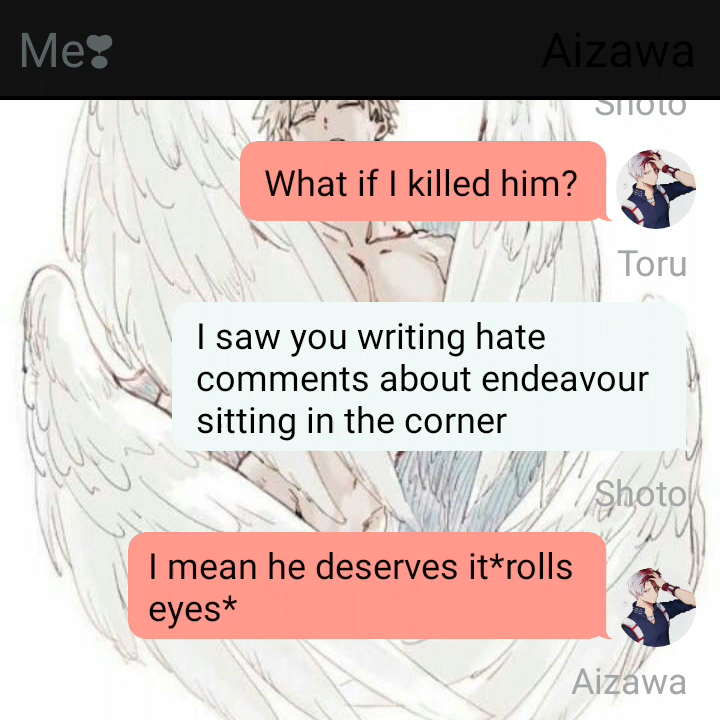 Me❣ Aizawa
Shoto
What if I killed him?
Toru
I saw you writing hate
comments about endeavour
sitting in the corner
Shoto
I mean he deserves it*rolls
eyes*
Aizawa